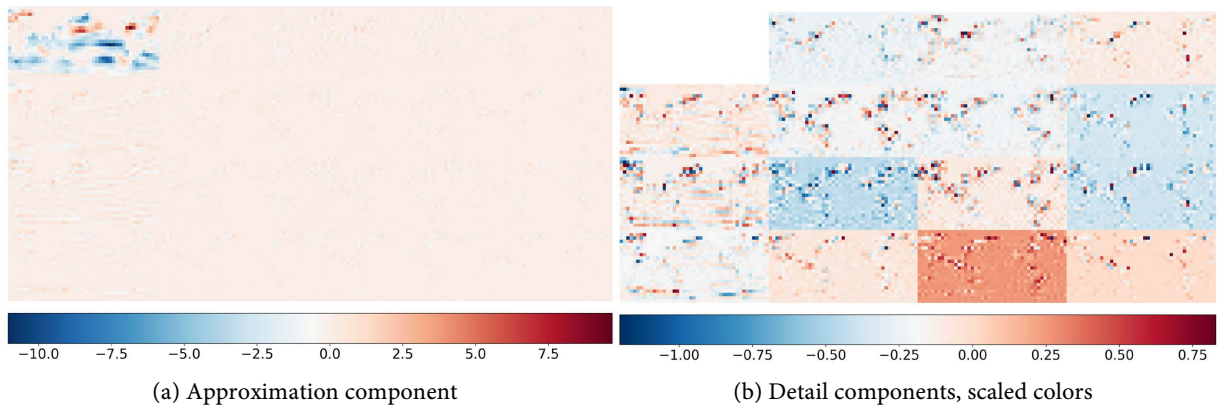 −10.0 −7.5 −5.0 −2.5 0.0 2.5 5.0 7.5
−1.00 −0.75 −0.50 −0.25 0.00 0.25 0.50 0.75
(a) Approximation component
(b) Detail components, scaled colors